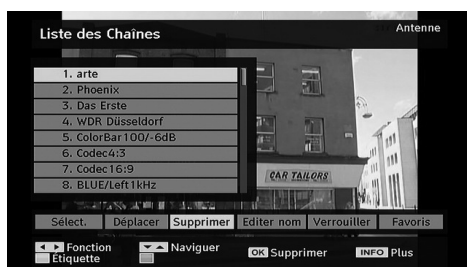 Liste des Chaînes
Antenne
1. arte
2. Phoenix
3. Das Erste
4. WDR Düsseldorf
5. ColorBar100/-6dB
6. Codec4:3
7. Codec16:9
8. BLUE/Left1kHz
CAR TAILORS
Sélect. Déplacer Supprimer Editer nom Verrouiller Favoris
Fonction Naviguer OK Supprimer INFO Plus
Étiquette